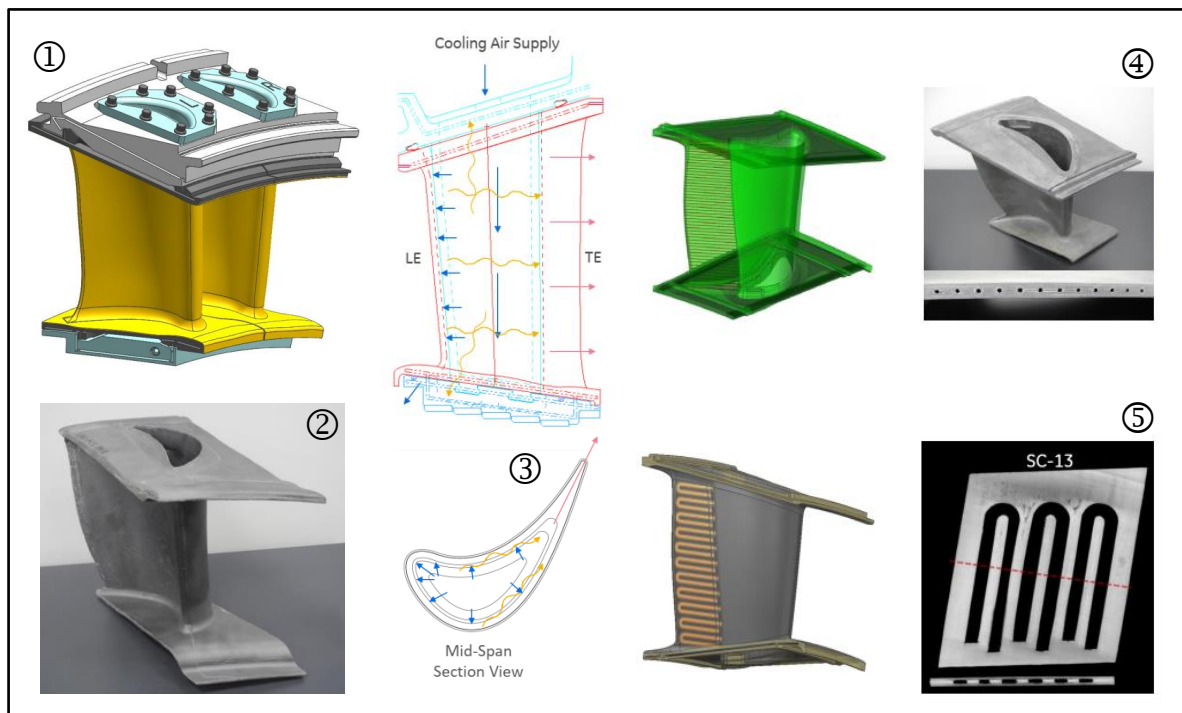 ①
Cooling Air Supply
④
LE
TE
②
③
Mid-Span
Section View
⑤
SC-13